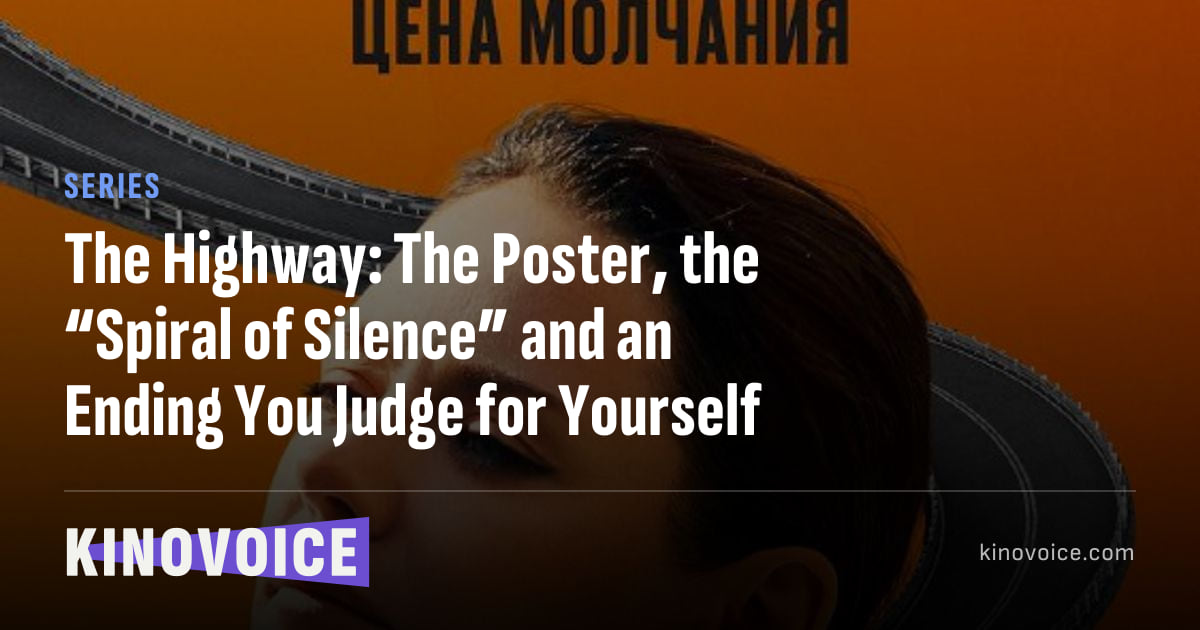 ЦЕНА МОЛЧАНИЯ
SERIES
The Highway: The Poster, the
“Spiral of Silence” and an
Ending You Judge for Yourself
KINOVOICE
kinovoice.com